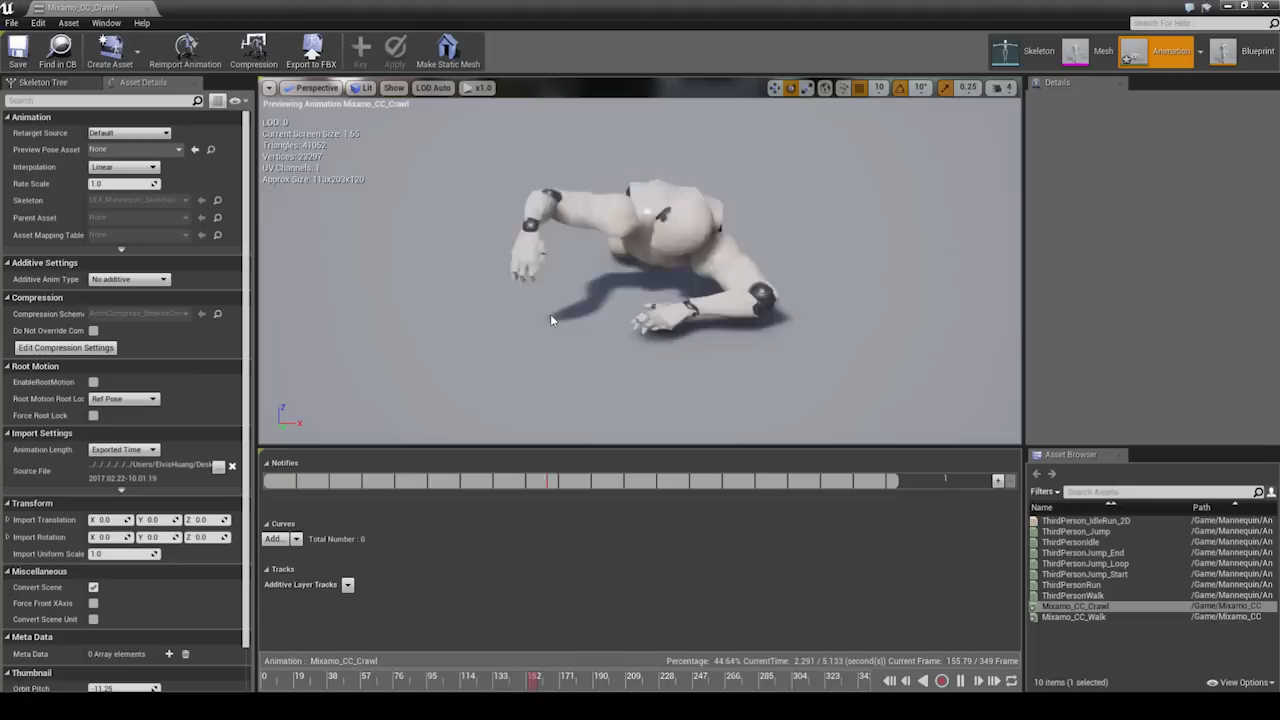 Mixamo_CC_Crawl*
File Edit Asset Window Help
Search For Help
Save Find in CB Create Asset Reimport Animation Compression Export to FBX Key Apply Make Static Mesh Skeleton Mesh Animation Blueprint
Skeleton Tree Asset Details
Search
Animation
Retarget Source Default
Preview Pose Asset None
Interpolation Linear
Rate Scale 1.0
Skeleton UE4_Mannequin_Skeleton
Parent Asset None
Asset Mapping Table None
Additive Settings
Additive Anim Type No additive
Compression
Compression Scheme AnimCompress_BitwiseCom
Do Not Override Com
Edit Compression Settings
Root Motion
EnableRootMotion
Root Motion Root Loc Ref Pose
Force Root Lock
Import Settings
Animation Length Exported Time
Source File ../../../../../../Users/ElvisHuang/Desk
2017.02.22-10.01.19
Transform
Import Translation X 0.0 Y 0.0 Z 0.0
Import Rotation X 0.0 Y 0.0 Z 0.0
Import Uniform Scale 1.0
Miscellaneous
Convert Scene
Force Front XAxis
Convert Scene Unit
Meta Data
Meta Data 0 Array elements
Thumbnail
Orbit Pitch -11.25
Perspective Lit Show LOD Auto x1.0 10 10° 0.25 4
Previewing Animation Mixamo_CC_Crawl
LOD: 0
Current Screen Size: 1.55
Triangles: 41052
Vertices: 23297
UV Channels: 1
Approx Size: 113x203x120
Z
X
Notifies
1
Curves
Add... Total Number : 0
Tracks
Additive Layer Tracks
Animation : Mixamo_CC_Crawl Percentage: 44.64% CurrentTime: 2.291 / 5.133 (second(s)) Current Frame: 155.79 / 349 Frame
0 19 38 57 76 95 114 133 152 171 190 209 228 247 266 285 304 323 34
Details
Asset Browser
Filters Search Assets
Name Path
ThirdPerson_IdleRun_2D /Game/Mannequin/An
ThirdPerson_Jump /Game/Mannequin/An
ThirdPersonIdle /Game/Mannequin/An
ThirdPersonJump_End /Game/Mannequin/An
ThirdPersonJump_Loop /Game/Mannequin/An
ThirdPersonJump_Start /Game/Mannequin/An
ThirdPersonRun /Game/Mannequin/An
ThirdPersonWalk /Game/Mannequin/An
Mixamo_CC_Crawl /Game/Mixamo_CC
Mixamo_CC_Walk /Game/Mixamo_CC
10 items (1 selected) View Options